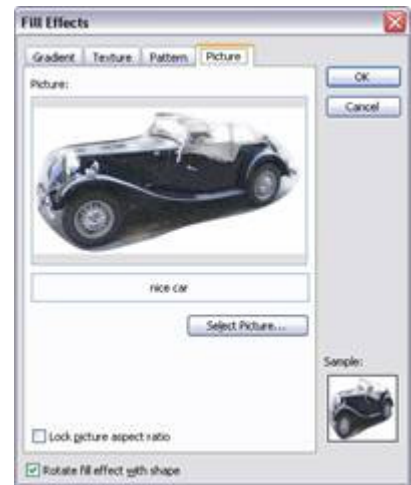 Fill Effects
Gradient Texture Pattern Picture
Picture:
OK
Cancel
nice car
Select Picture...
Sample:
Lock picture aspect ratio
Rotate fill effect with shape